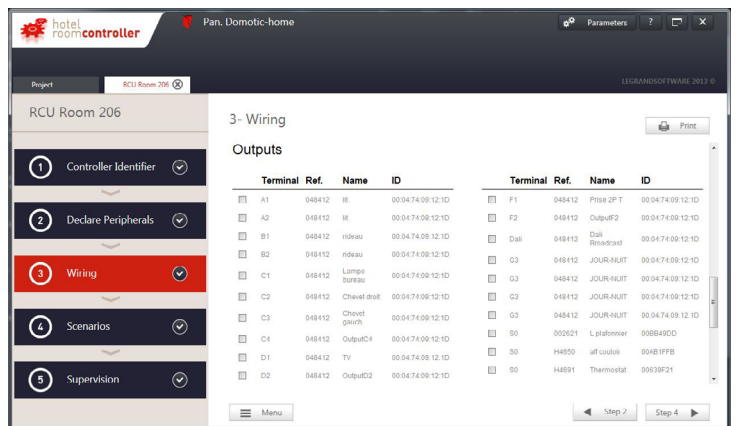 hotel
roomcontroller
Pan. Domotic-home
Parameters ? X
Project
RCU Room 206
LEGRANDSOFTWARE 2013 ©
RCU Room 206
1 Controller Identifier
2 Declare Peripherals
3 Wiring
4 Scenarios
5 Supervision
3- Wiring
Print
Outputs
Terminal Ref. Name ID
A1 048412 lit 00:04:74:09:12:1D
A2 048412 lit 00:04:74:09:12:1D
B1 048412 rideau 00:04:74:09:12:1D
B2 048412 rideau 00:04:74:09:12:1D
C1 048412 Lampe bureau 00:04:74:09:12:1D
C2 048412 Chevet droit 00:04:74:09:12:1D
C3 048412 Chevet gauch 00:04:74:09:12:1D
C4 048412 OutputC4 00:04:74:09:12:1D
D1 048412 TV 00:04:74:09:12:1D
D2 048412 OutputD2 00:04:74:09:12:1D
Terminal Ref. Name ID
F1 048412 Prise 2P T 00:04:74:09:12:1D
F2 048412 OutputF2 00:04:74:09:12:1D
Dali 048412 Dali Broadcast 00:04:74:09:12:1D
G3 048412 JOUR-NUIT 00:04:74:09:12:1D
G3 048412 JOUR-NUIT 00:04:74:09:12:1D
G3 048412 JOUR-NUIT 00:04:74:09:12:1D
G3 048412 JOUR-NUIT 00:04:74:09:12:1D
S0 002621 L plafonnier 00BB49DD
S0 H4650 aff 00AB1FFB
S0 H4691 Thermostat 00639F21
Menu
Step 2
Step 4